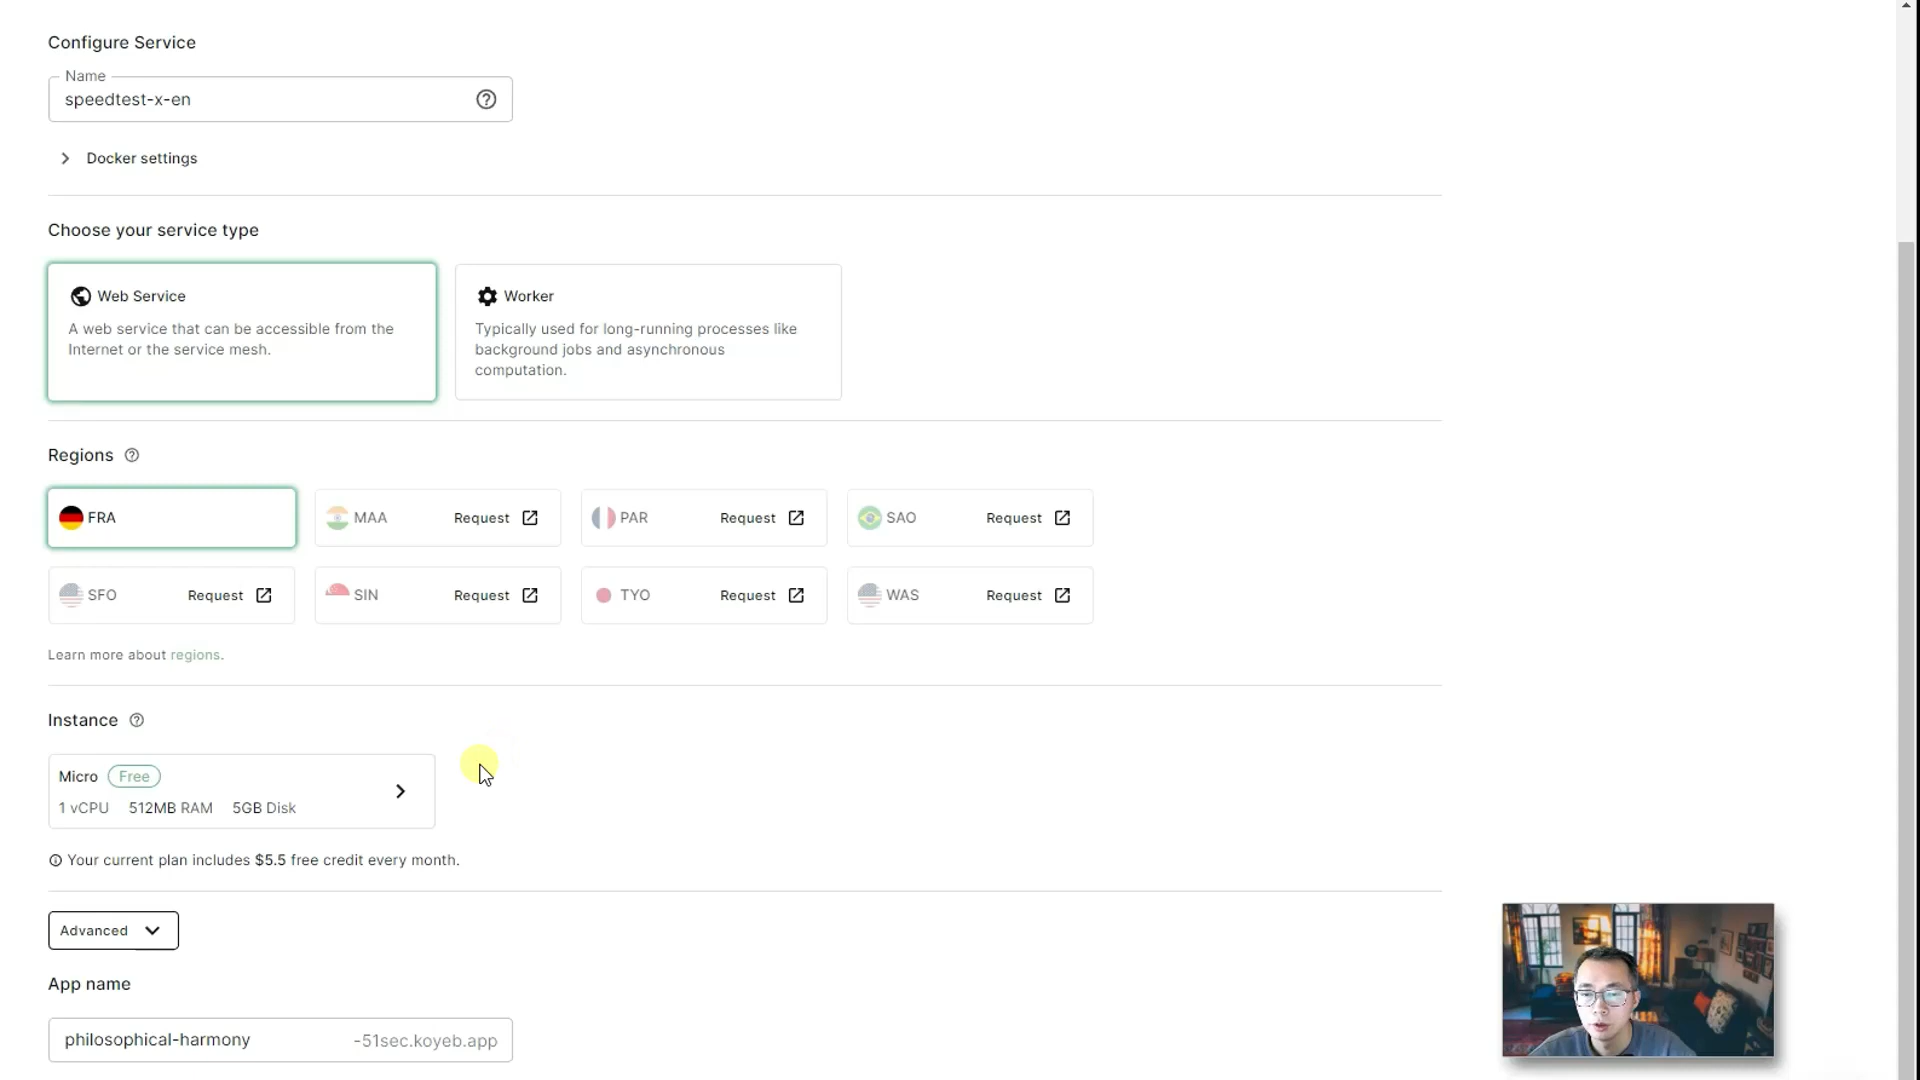 Configure Service
Name
speedtest-x-en
Docker settings
Choose your service type
Web Service
A web service that can be accessible from the
Internet or the service mesh.
Worker
Typically used for long-running processes like
background jobs and asynchronous
computation.
Regions
FRA
MAA Request
PAR Request
SAO Request
SFO Request
SIN Request
TYO Request
WAS Request
Learn more about regions.
Instance
Micro Free
1 vCPU 512MB RAM 5GB Disk
Your current plan includes $5.5 free credit every month.
Advanced
App name
philosophical-harmony -51sec.koyeb.app